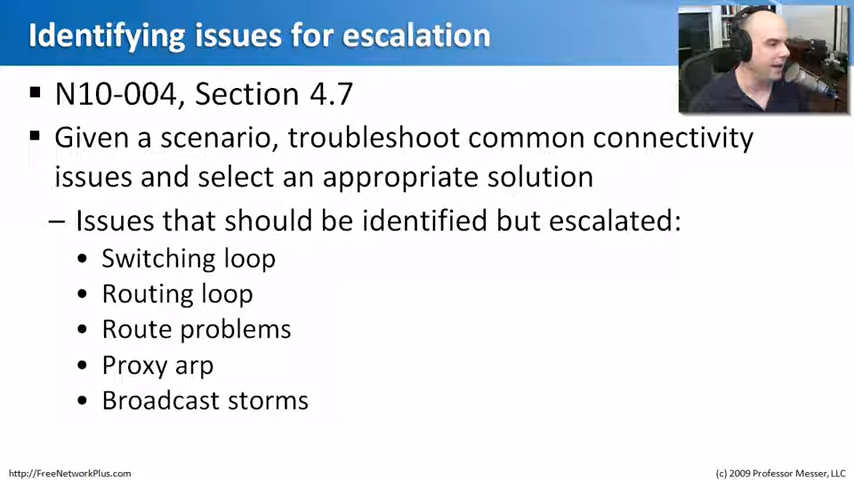 Identifying issues for escalation
▪ N10-004, Section 4.7
▪ Given a scenario, troubleshoot common connectivity
issues and select an appropriate solution
– Issues that should be identified but escalated:
• Switching loop
• Routing loop
• Route problems
• Proxy arp
• Broadcast storms
http://FreeNetworkPlus.com
(c) 2009 Professor Messer, LLC